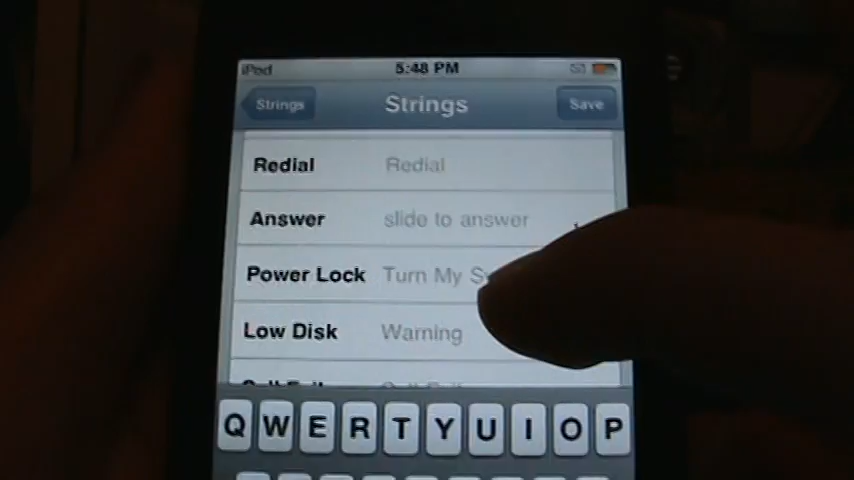 iPod 5:48 PM
Strings Strings Save
Redial Redial
Answer slide to answer
Power Lock Turn My
Low Disk Warning
Q W E R T Y U I O P